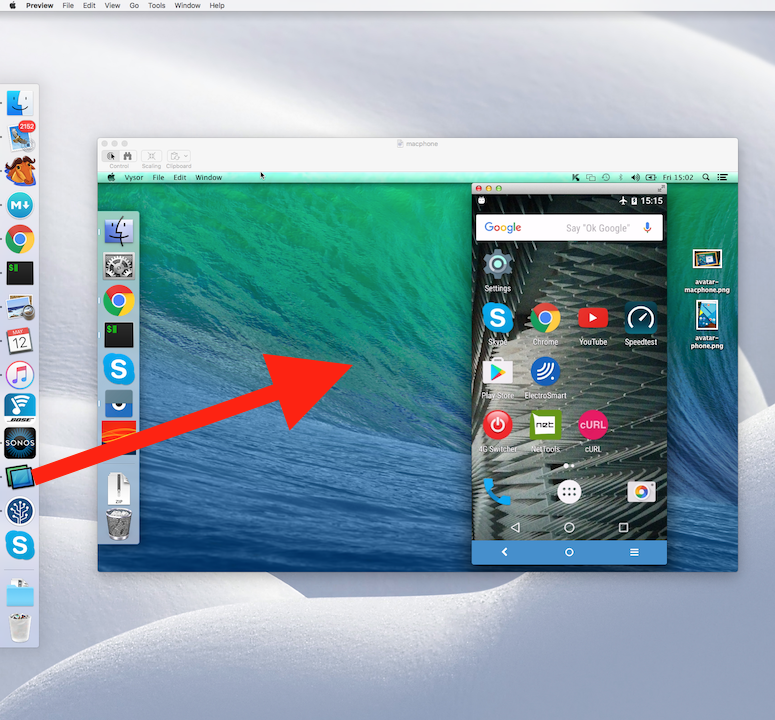 Preview File Edit View Go Tools Window Help
2152
M
$
MAY
12
BOSE
SONOS
S
macphone
Control Scaling Clipboard
Vysor File Edit Window
Fri 15:02
$
S
ZIP
15:15
Google Say "Ok Google"
Settings
S
Skype Chrome YouTube Speedtest
Play Store ElectroSmart
net cURL
4G Switcher NetTools cURL
avatar-
macphone.png
avatar-
phone.png